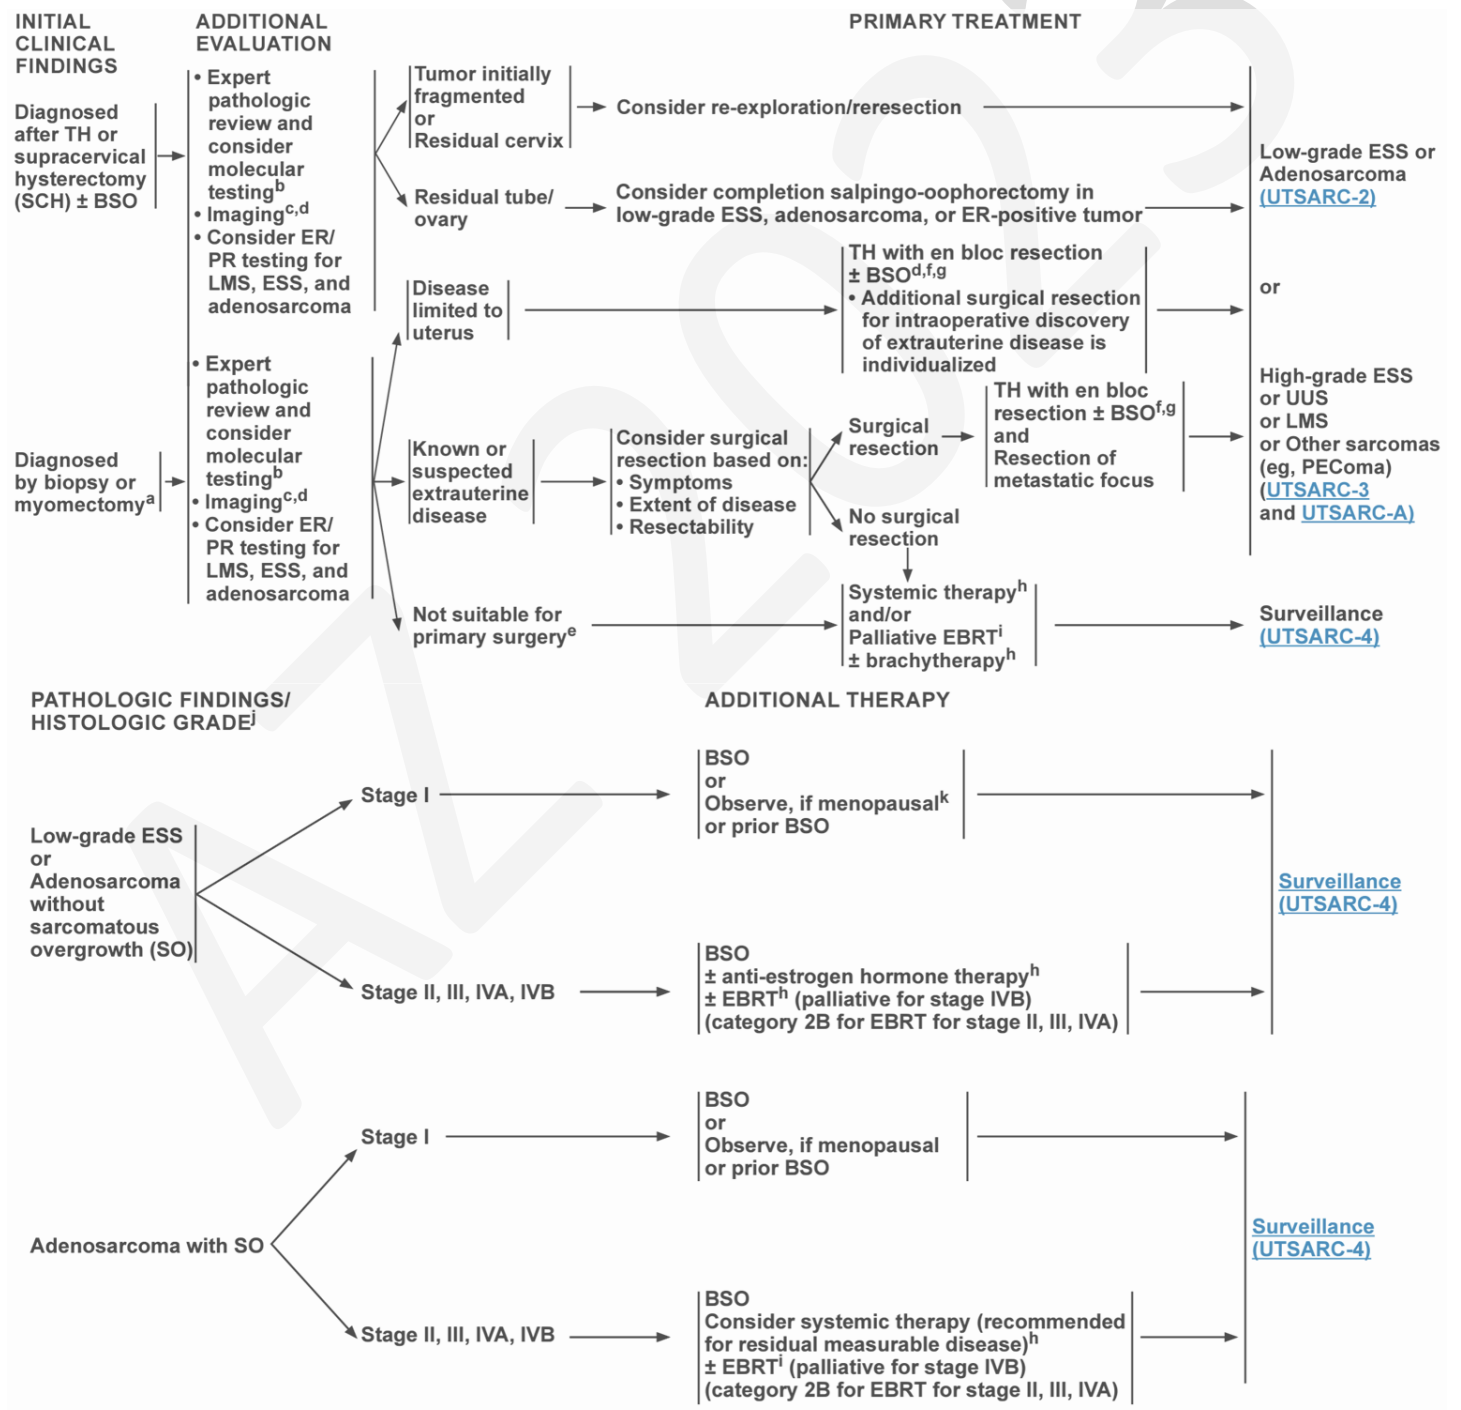 INITIAL
CLINICAL
FINDINGS
ADDITIONAL
EVALUATION
PRIMARY TREATMENT
Diagnosed
after TH or
supracervical
hysterectomy
(SCH) ± BSO
• Expert
pathologic
review and
consider
molecular
testingb
• Imagingc,d
• Consider ER/
PR testing for
LMS, ESS, and
adenosarcoma
Tumor initially
fragmented
or
Residual cervix
Consider re-exploration/reresection
Residual tube/
ovary
Consider completion salpingo-oophorectomy in
low-grade ESS, adenosarcoma, or ER-positive tumor
Diagnosed
by biopsy or
myomectomya
• Expert
pathologic
review and
consider
molecular
testingb
• Imagingc,d
• Consider ER/
PR testing for
LMS, ESS, and
adenosarcoma
Disease
limited to
uterus
TH with en bloc resection
± BSOd,f,g
• Additional surgical resection
for intraoperative discovery
of extrauterine disease is
individualized
Known or
suspected
extrauterine
disease
Consider surgical
resection based on:
• Symptoms
• Extent of disease
• Resectability
Surgical
resection
TH with en bloc
resection ± BSOf,g
and
Resection of
metastatic focus
No surgical
resection
Not suitable for
primary surgerye
Systemic therapyh
and/or
Palliative EBRTi
± brachytherapyh
Low-grade ESS or
Adenosarcoma
(UTSARC-2)
or
High-grade ESS
or UUS
or LMS
or Other sarcomas
(eg, PEComa)
(UTSARC-3
and UTSARC-A)
Surveillance
(UTSARC-4)
PATHOLOGIC FINDINGS/
HISTOLOGIC GRADEj
ADDITIONAL THERAPY
Low-grade ESS
or
Adenosarcoma
without
sarcomatous
overgrowth (SO)
Stage I
BSO
or
Observe, if menopausalk
or prior BSO
Stage II, III, IVA, IVB
BSO
± anti-estrogen hormone therapyh
± EBRTh (palliative for stage IVB)
(category 2B for EBRT for stage II, III, IVA)
Surveillance
(UTSARC-4)
Adenosarcoma with SO
Stage I
BSO
or
Observe, if menopausal
or prior BSO
Stage II, III, IVA, IVB
BSO
Consider systemic therapy (recommended
for residual measurable disease)h
± EBRTi (palliative for stage IVB)
(category 2B for EBRT for stage II, III, IVA)
Surveillance
(UTSARC-4)
AZ 2023